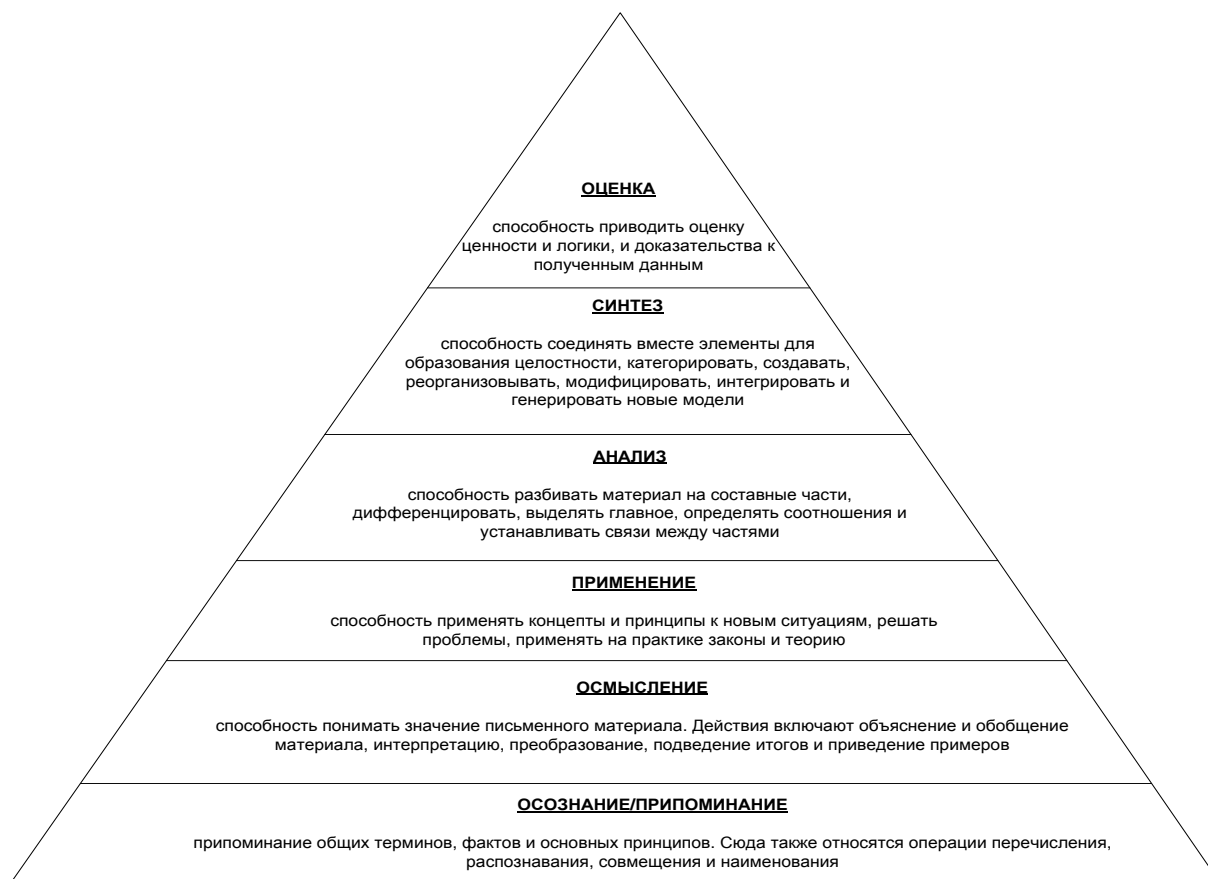 ОЦЕНКА
способность приводить оценку
ценности и логики, и доказательства к
полученным данным
СИНТЕЗ
способность соединять вместе элементы для
образования целостности, категорировать, создавать,
реорганизовывать, модифицировать, интегрировать и
генерировать новые модели
АНАЛИЗ
способность разбивать материал на составные части,
дифференцировать, выделять главное, определять соотношения и
устанавливать связи между частями
ПРИМЕНЕНИЕ
способность применять концепты и принципы к новым ситуациям, решать
проблемы, применять на практике законы и теорию
ОСМЫСЛЕНИЕ
способность понимать значение письменного материала. Действия включают объяснение и обобщение
материала, интерпретацию, преобразование, подведение итогов и приведение примеров
ОСОЗНАНИЕ/ПРИПОМИНАНИЕ
припоминание общих терминов, фактов и основных принципов. Сюда также относятся операции перечисления,
распознавания, совмещения и наименования